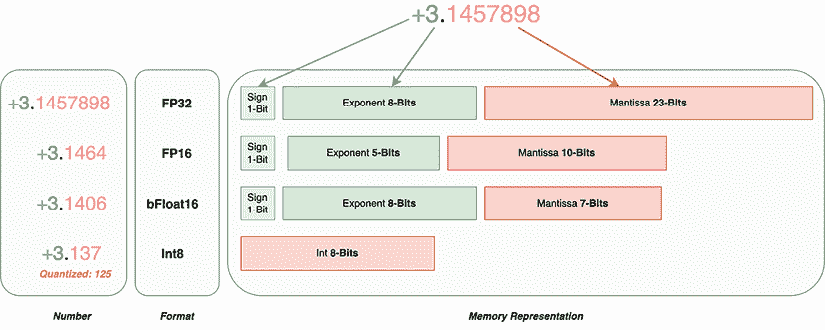 +3.1457898
+3.1457898 FP32 Sign 1-Bit Exponent 8-Bits Mantissa 23-Bits
+3.1464 FP16 Sign 1-Bit Exponent 5-Bits Mantissa 10-Bits
+3.1406 bFloat16 Sign 1-Bit Exponent 8-Bits Mantissa 7-Bits
+3.137 Int8 Int 8-Bits
Quantized: 125
Number Format Memory Representation